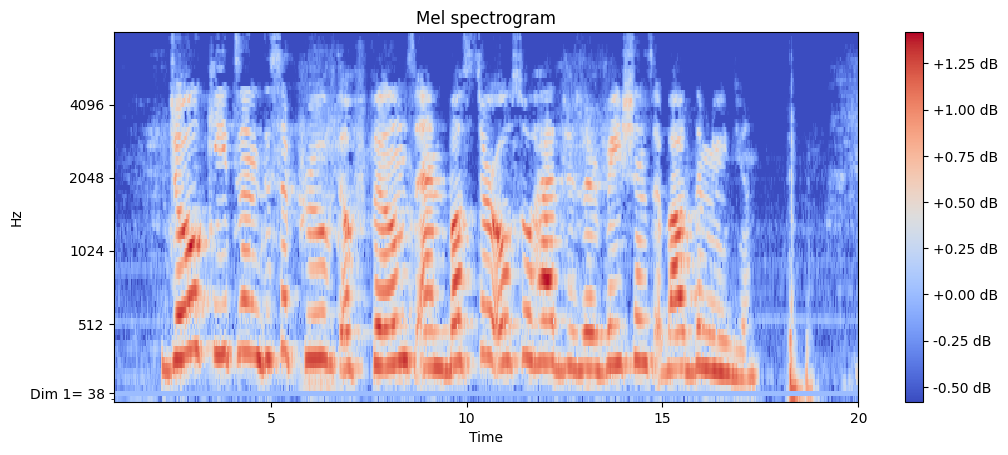 Mel spectrogram
+1.25 dB
4096
+1.00 dB
+0.75 dB
2048
+0.50 dB
Hz
1024
+0.25 dB
+0.00 dB
512
-0.25 dB
Dim 1= 38
-0.50 dB
5
10
15
20
Time